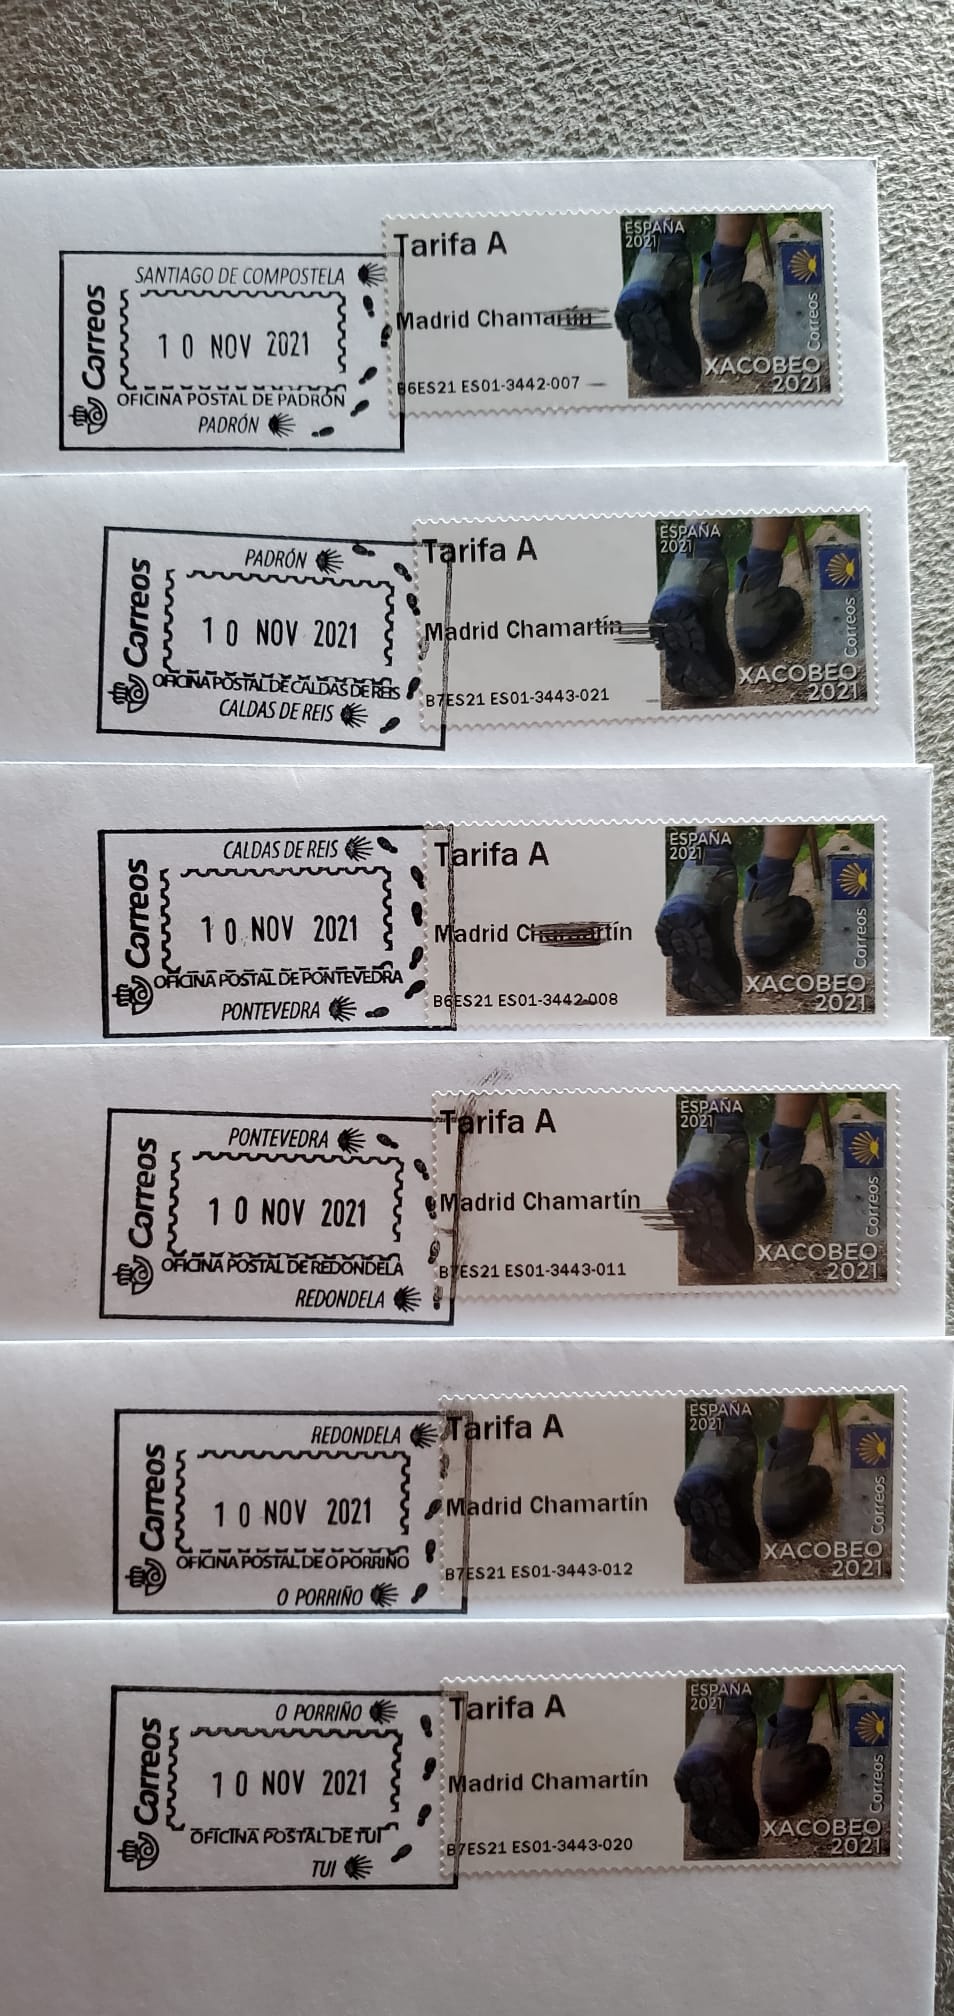 SANTIAGO DE COMPOSTELA
Correos
10 NOV 2021
OFICINA POSTAL DE PADRÓN
PADRÓN
Tarifa A
Madrid Chamartín
B6ES21 ES01-3442-007
ESPAÑA
2021
Correos
XACOBEO
2021
PADRÓN
Correos
10 NOV 2021
OFICINA POSTAL DE CALDAS DE REIS
CALDAS DE REIS
Tarifa A
Madrid Chamartín
B7ES21 ES01-3443-021
ESPAÑA
2021
Correos
XACOBEO
2021
CALDAS DE REIS
Correos
10 NOV 2021
OFICINA POSTAL DE PONTEVEDRA
PONTEVEDRA
Tarifa A
Madrid Chamartín
B6ES21 ES01-3442-008
ESPAÑA
2021
Correos
XACOBEO
2021
PONTEVEDRA
Correos
10 NOV 2021
OFICINA POSTAL DE REDONDELA
REDONDELA
Tarifa A
Madrid Chamartín
B7ES21 ES01-3443-011
ESPAÑA
2021
Correos
XACOBEO
2021
REDONDELA
Correos
10 NOV 2021
OFICINA POSTAL DE O PORRIÑO
O PORRIÑO
Tarifa A
Madrid Chamartín
B7ES21 ES01-3443-012
ESPAÑA
2021
Correos
XACOBEO
2021
O PORRIÑO
Correos
10 NOV 2021
OFICINA POSTAL DE TUI
TUI
Tarifa A
Madrid Chamartín
B7ES21 ES01-3443-020
ESPAÑA
2021
Correos
XACOBEO
2021